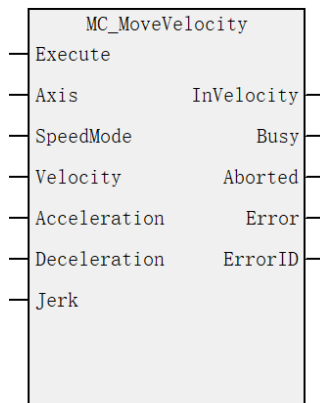 MC_MoveVelocity
Execute
Axis InVelocity
SpeedMode Busy
Velocity Aborted
Acceleration Error
Deceleration ErrorID
Jerk